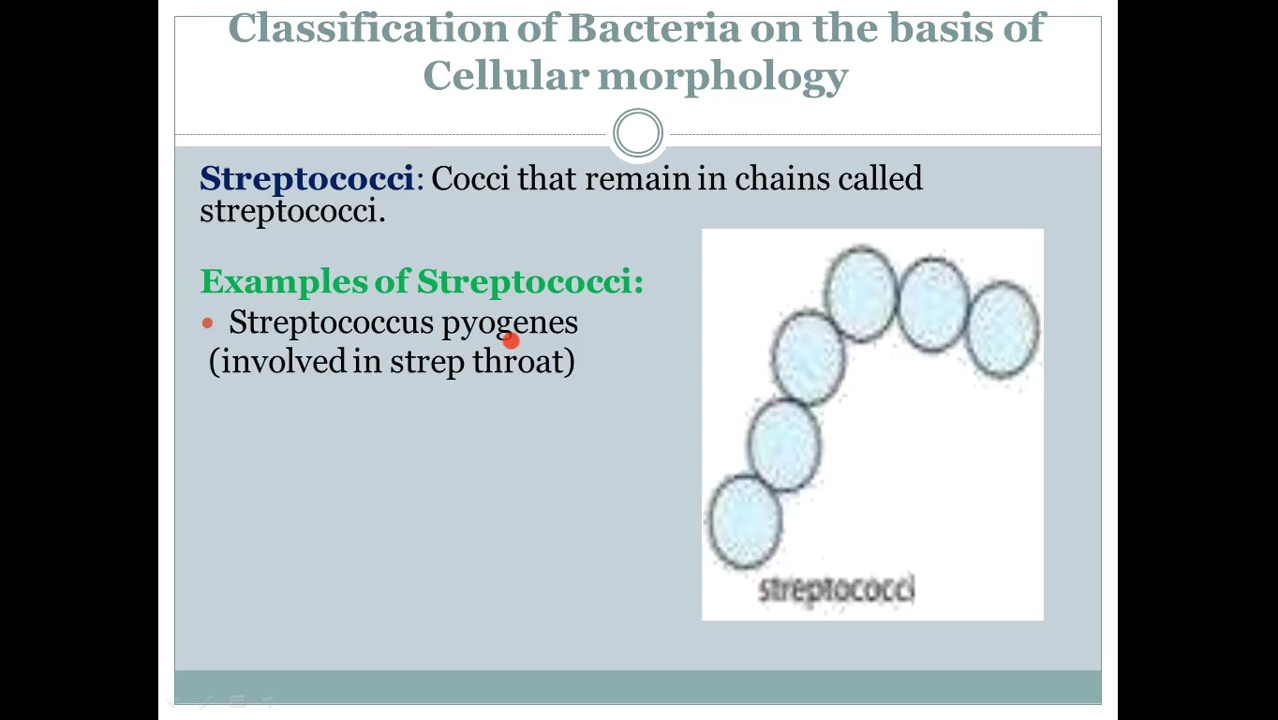 Classification of Bacteria on the basis of
Cellular morphology
Streptococci: Cocci that remain in chains called
streptococci.
Examples of Streptococci:
• Streptococcus pyogenes
(involved in strep throat)
streptococci